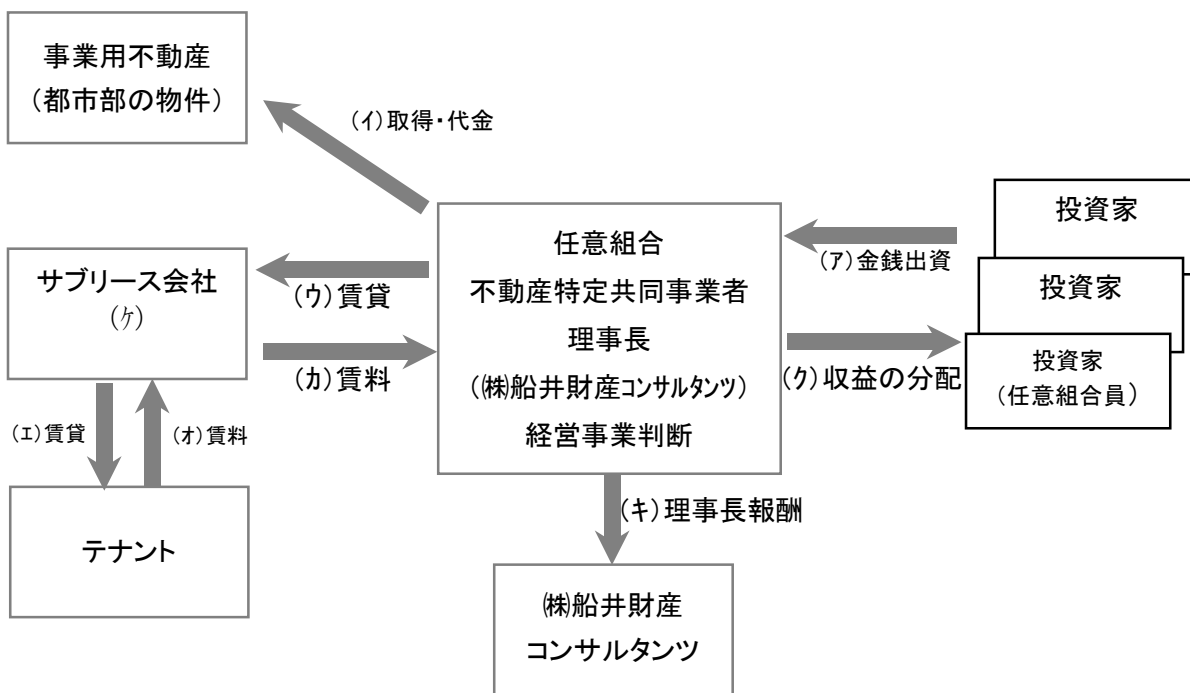 事業用不動産
（都市部の物件）
(ｲ)取得・代金
投資家
任意組合
不動産特定共同事業者
理事長
（㈱船井財産ｺﾝｻﾙﾀﾝﾂ）
経営事業判断
(ｱ)金銭出資
投資家
サブリース会社
(ｹ)
(ｳ)賃貸
(ｶ)賃料
(ｸ)収益の分配
投資家
（任意組合員）
(ｴ)賃貸
(ｵ)賃料
テナント
(ｷ)理事長報酬
㈱船井財産
コンサルタンツ